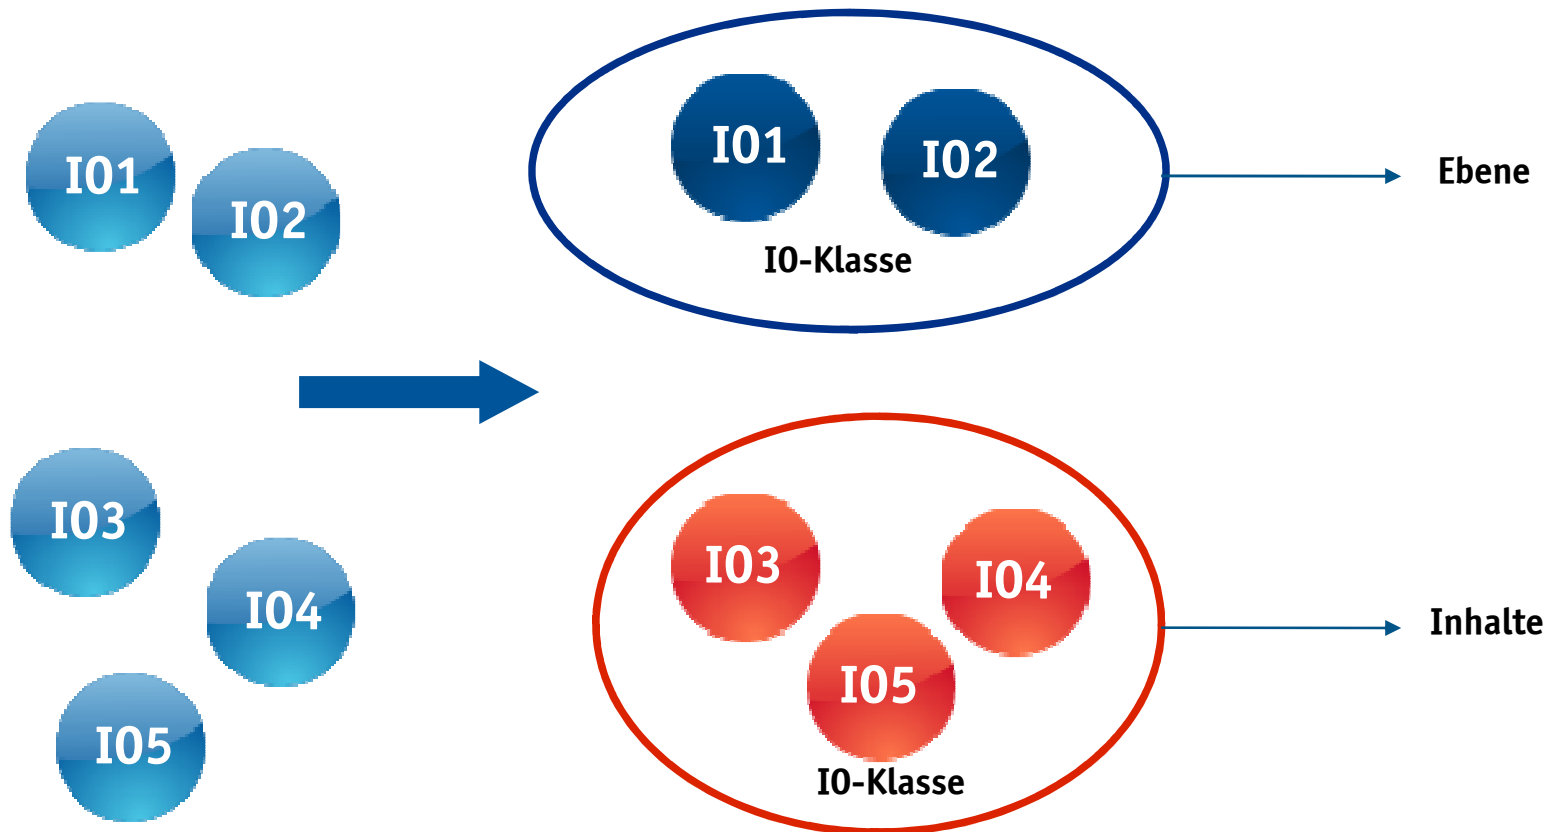 IO1
IO2
IO3
IO4
IO5
IO1
IO2
IO-Klasse
Ebene
IO3
IO4
IO5
IO-Klasse
Inhalte